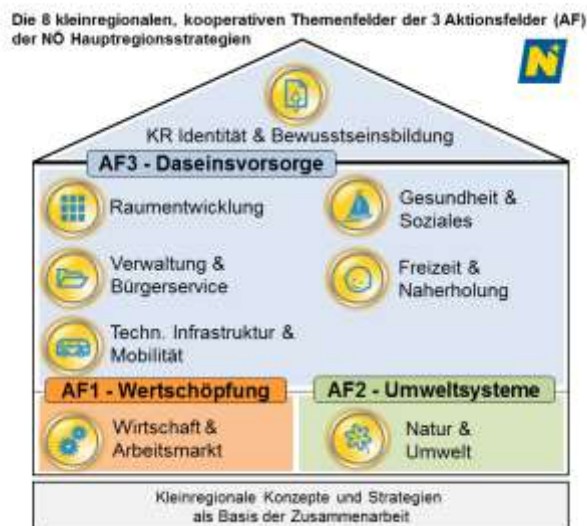 Die 8 kleinregionalen, kooperativen Themenfelder der 3 Aktionsfelder (AF)
der NÖ Hauptregionsstrategien
N
KR Identität & Bewusstseinsbildung
AF3 - Daseinsvorsorge
Raumentwicklung
Gesundheit &
Soziales
Verwaltung &
Bürgerservice
Freizeit &
Naherholung
Techn. Infrastruktur &
Mobilität
AF1 - Wertschöpfung
AF2 - Umweltsysteme
Wirtschaft &
Arbeitsmarkt
Natur &
Umwelt
Kleinregionale Konzepte und Strategien
als Basis der Zusammenarbeit